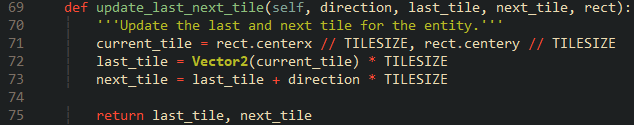 69 def update_last_next_tile(self, direction, last_tile, next_tile, rect):
70 '''Update the last and next tile for the entity.'''
71 current_tile = rect.centerx // TILESIZE, rect.centery // TILESIZE
72 last_tile = Vector2(current_tile) * TILESIZE
73 next_tile = last_tile + direction * TILESIZE
74
75 return last_tile, next_tile